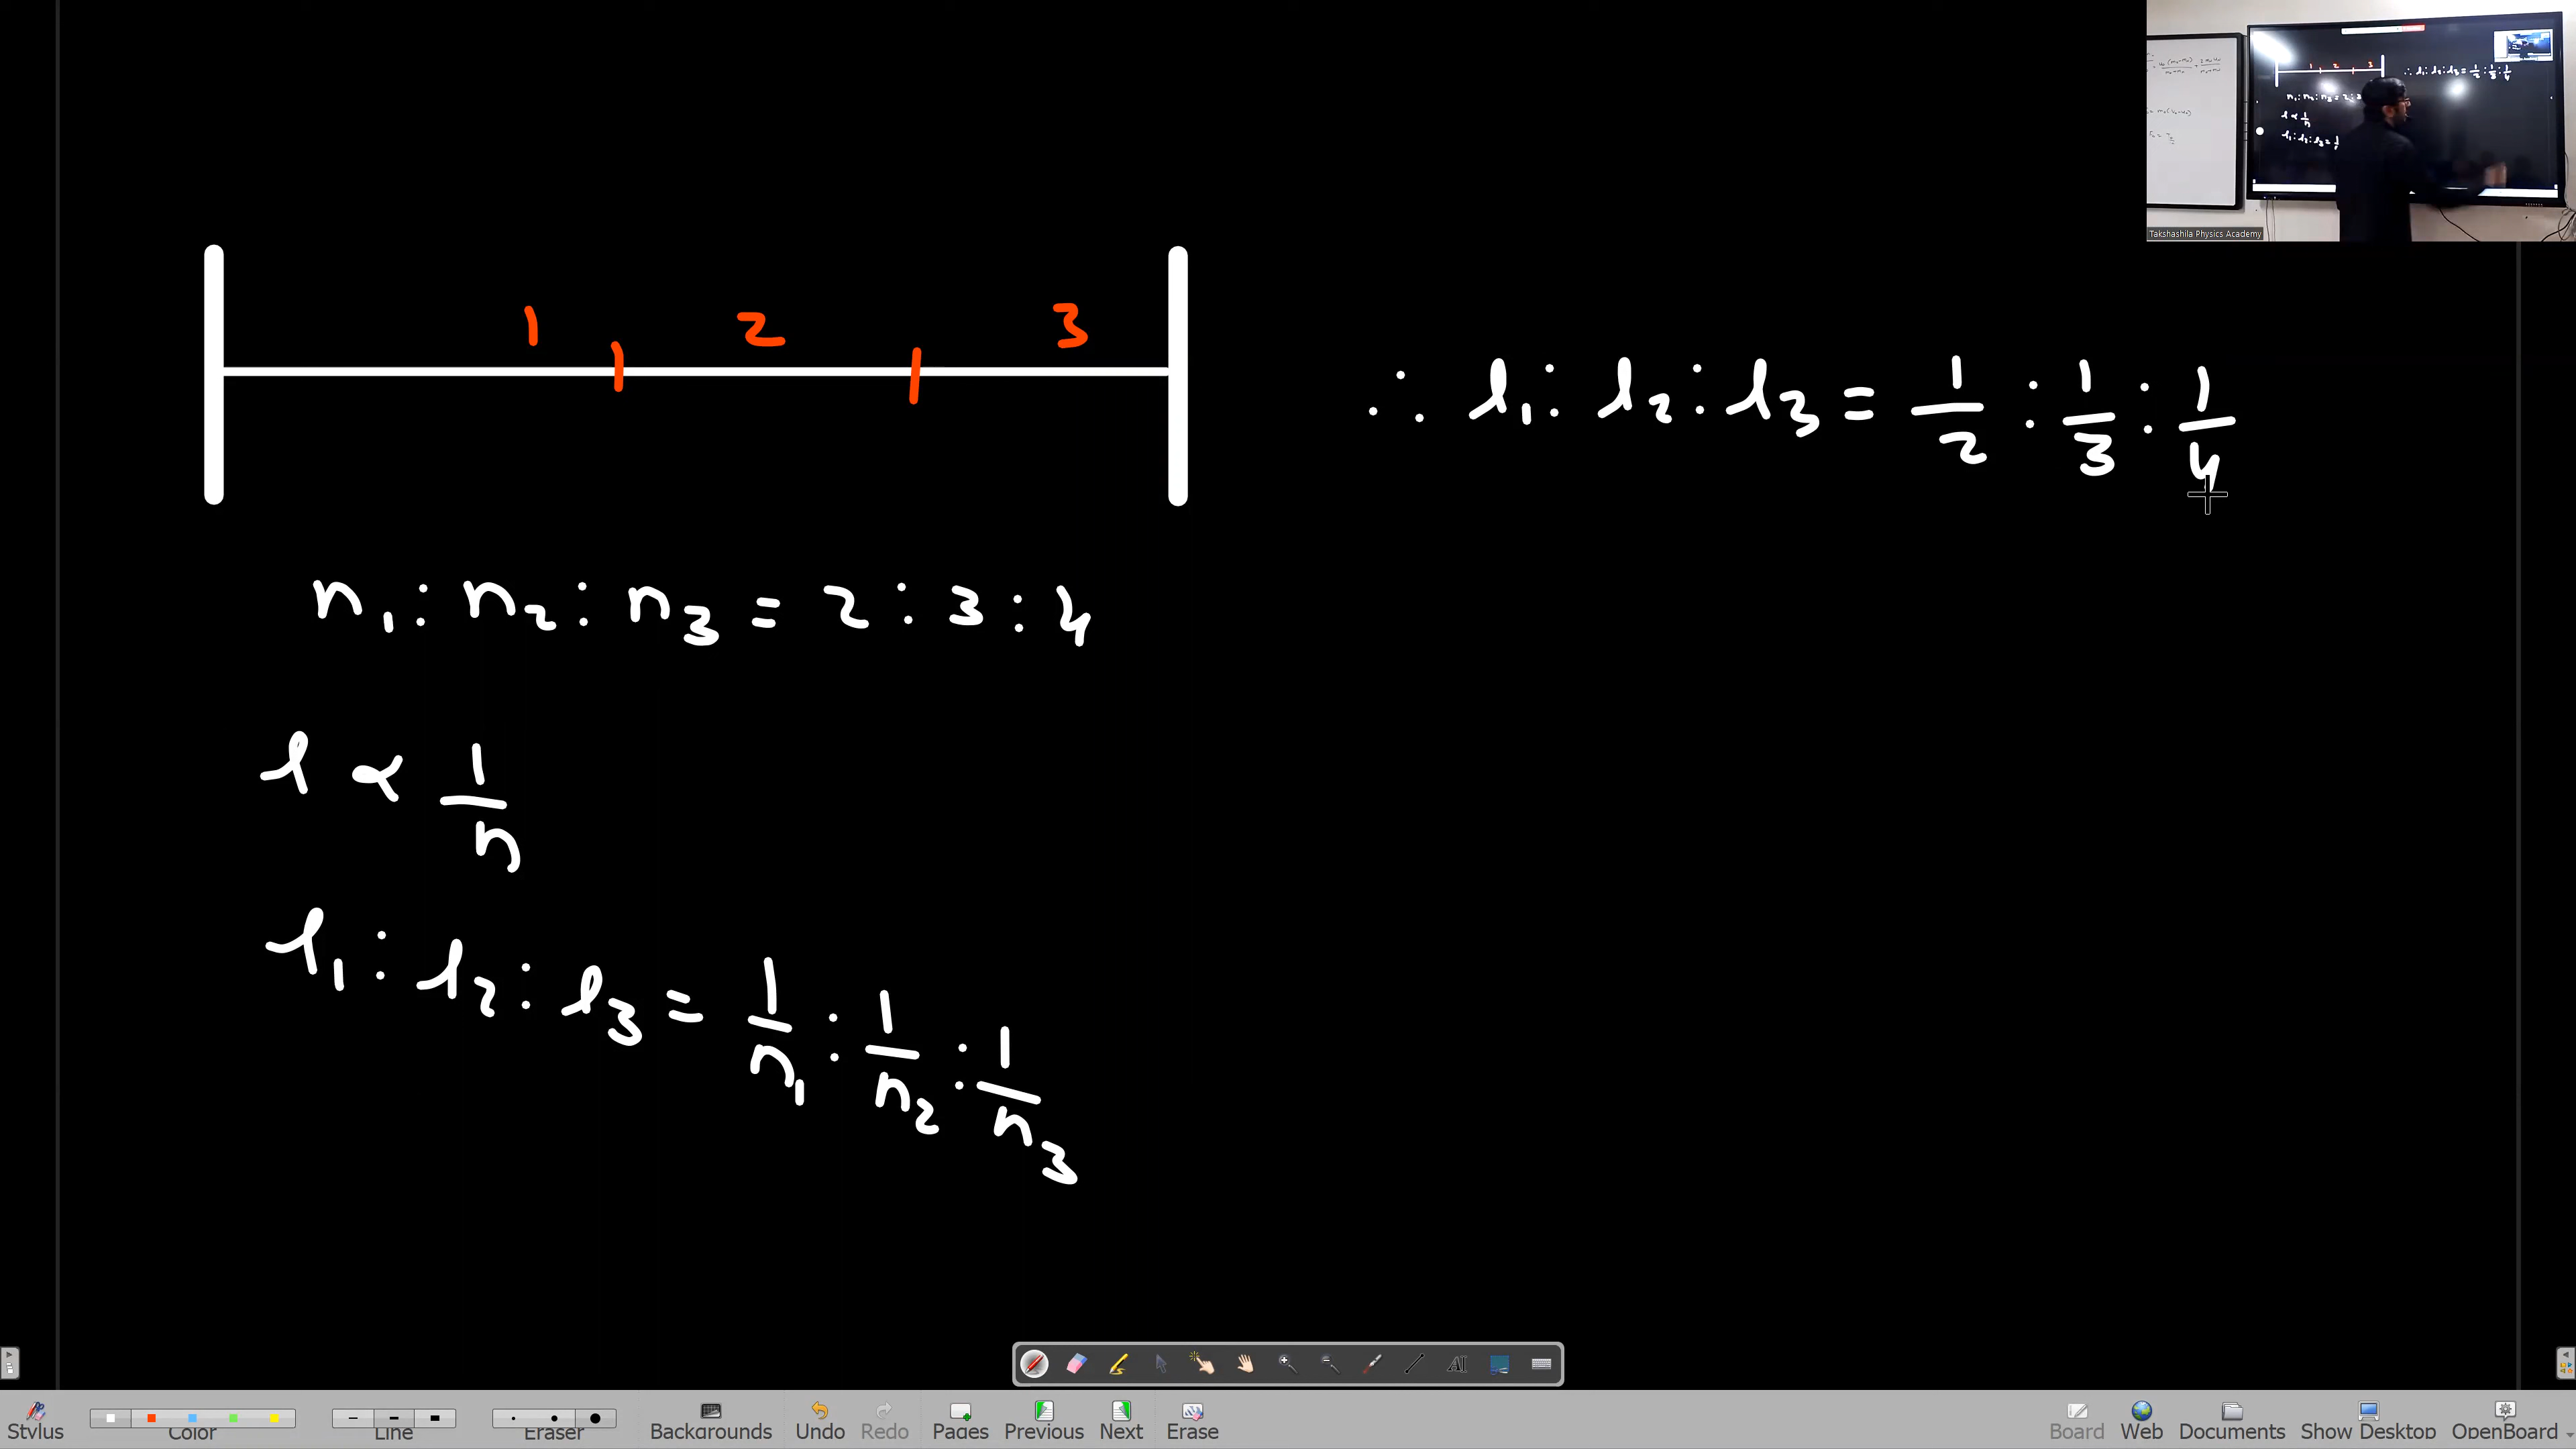 1 2 3
∴ l₁ : l₂ : l₃ = 1/2 : 1/3 : 1/4
n₁ : n₂ : n₃ = 2 : 3 : 4
l ∝ 1/n
l₁ : l₂ : l₃ = 1/n₁ : 1/n₂ : 1/n₃
Takshashila Physics Academy
Stylus Color Line Eraser Backgrounds Undo Redo Pages Previous Next Erase Board Web Documents Show Desktop OpenBoard